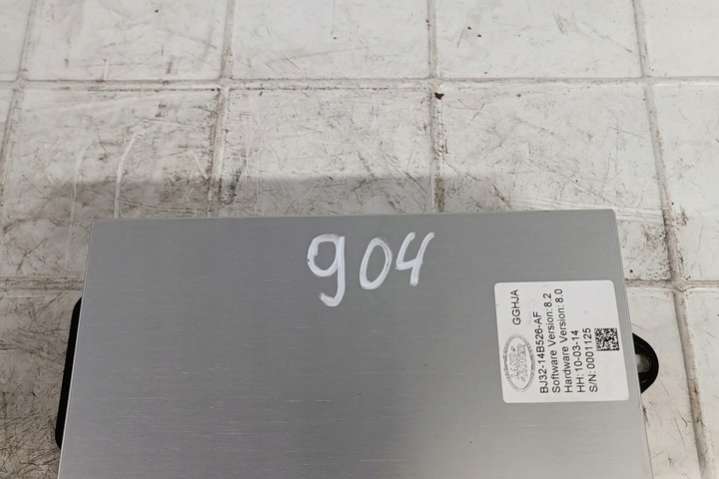 904
GGHJA
BJ32-14B526-AF
Software Version: 8.2
Hardware Version: 8.0
HH: 10-03-14
S/N: 0001125